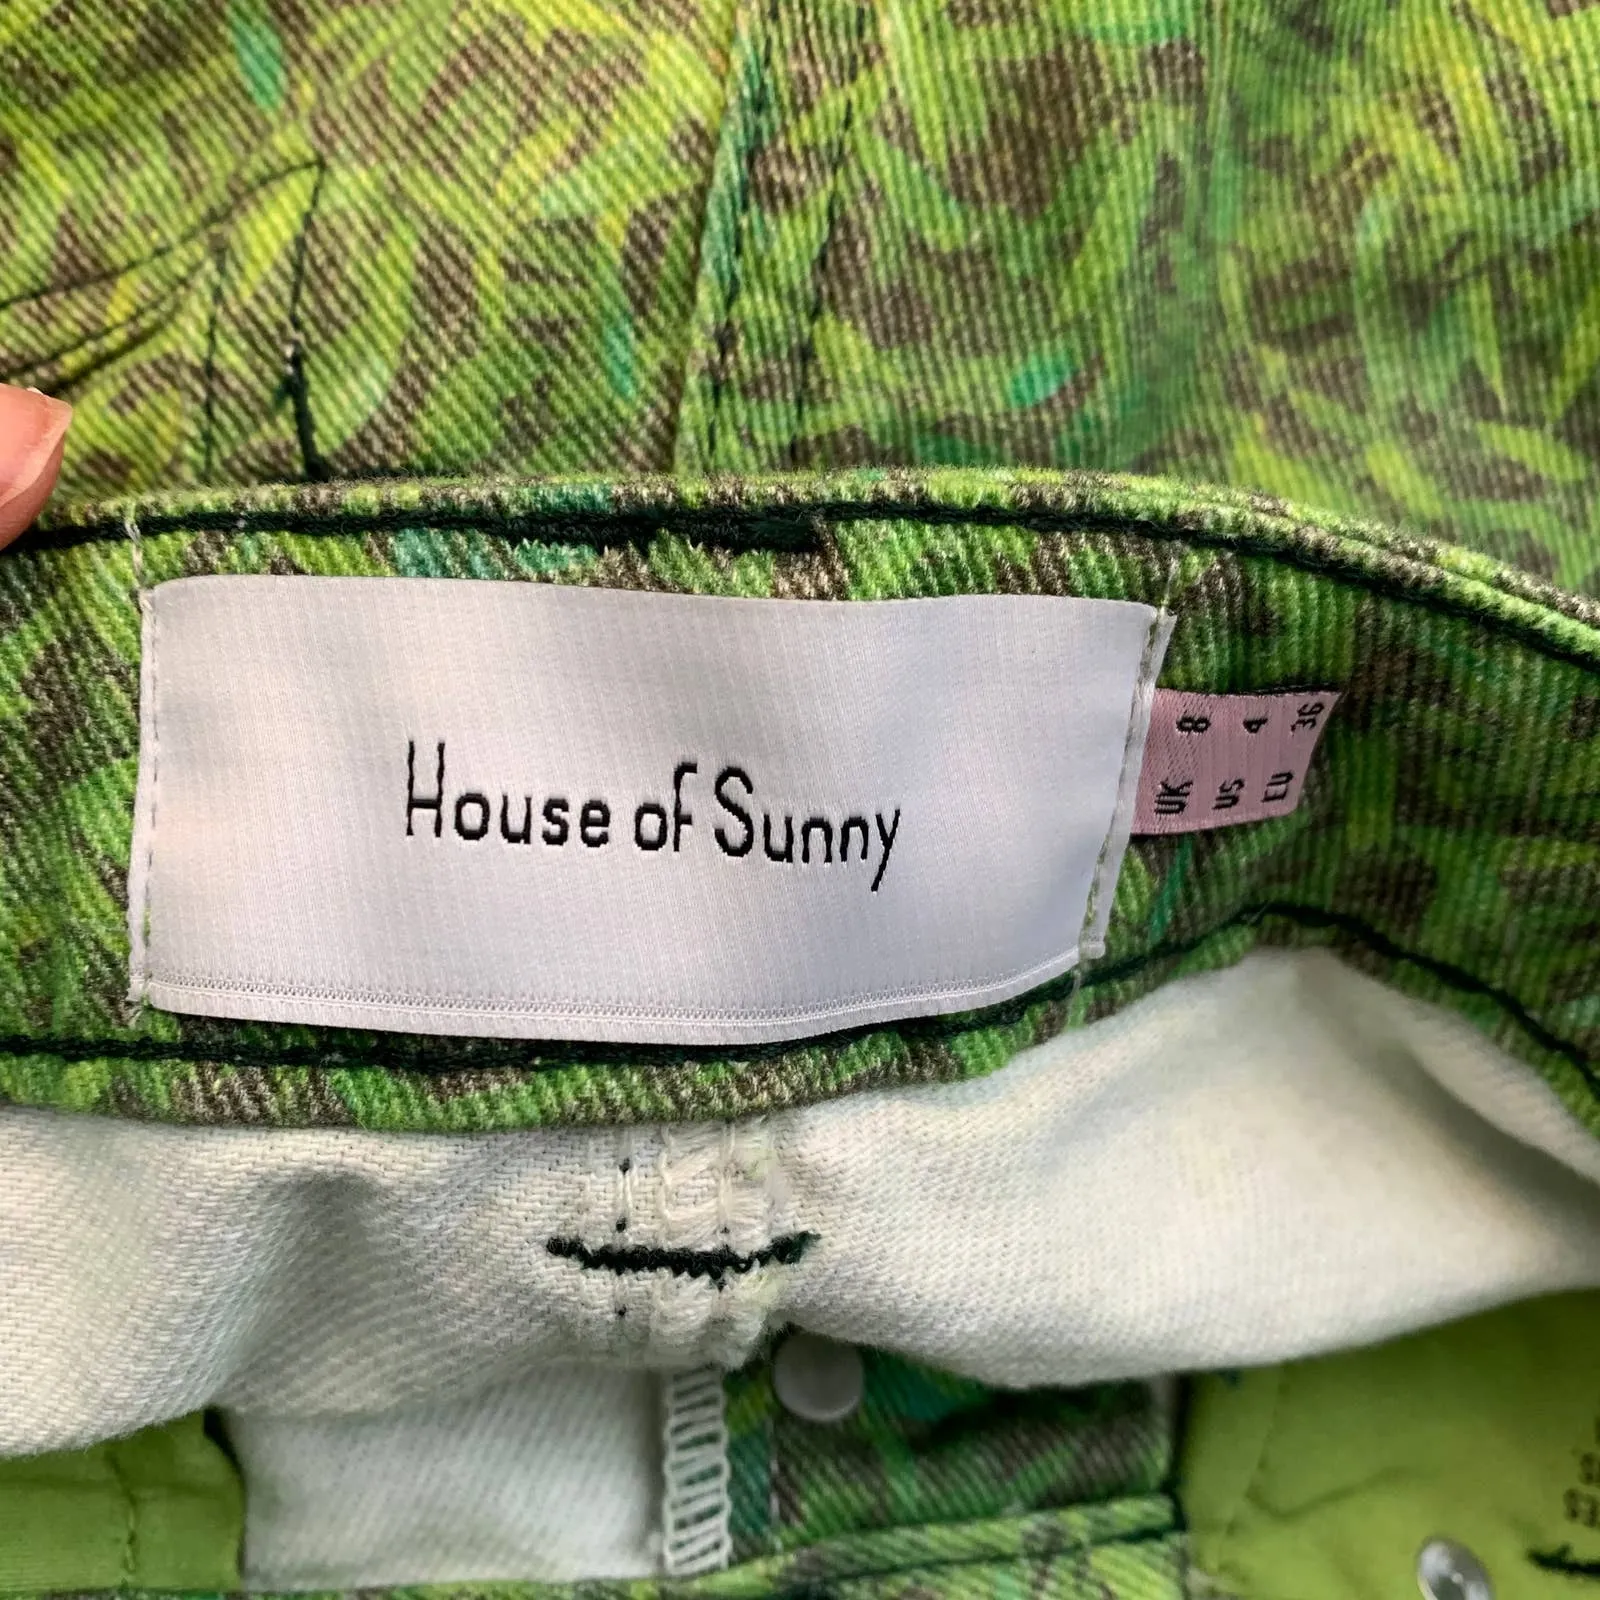 House of Sunny
UK 8
US 4
EU 36